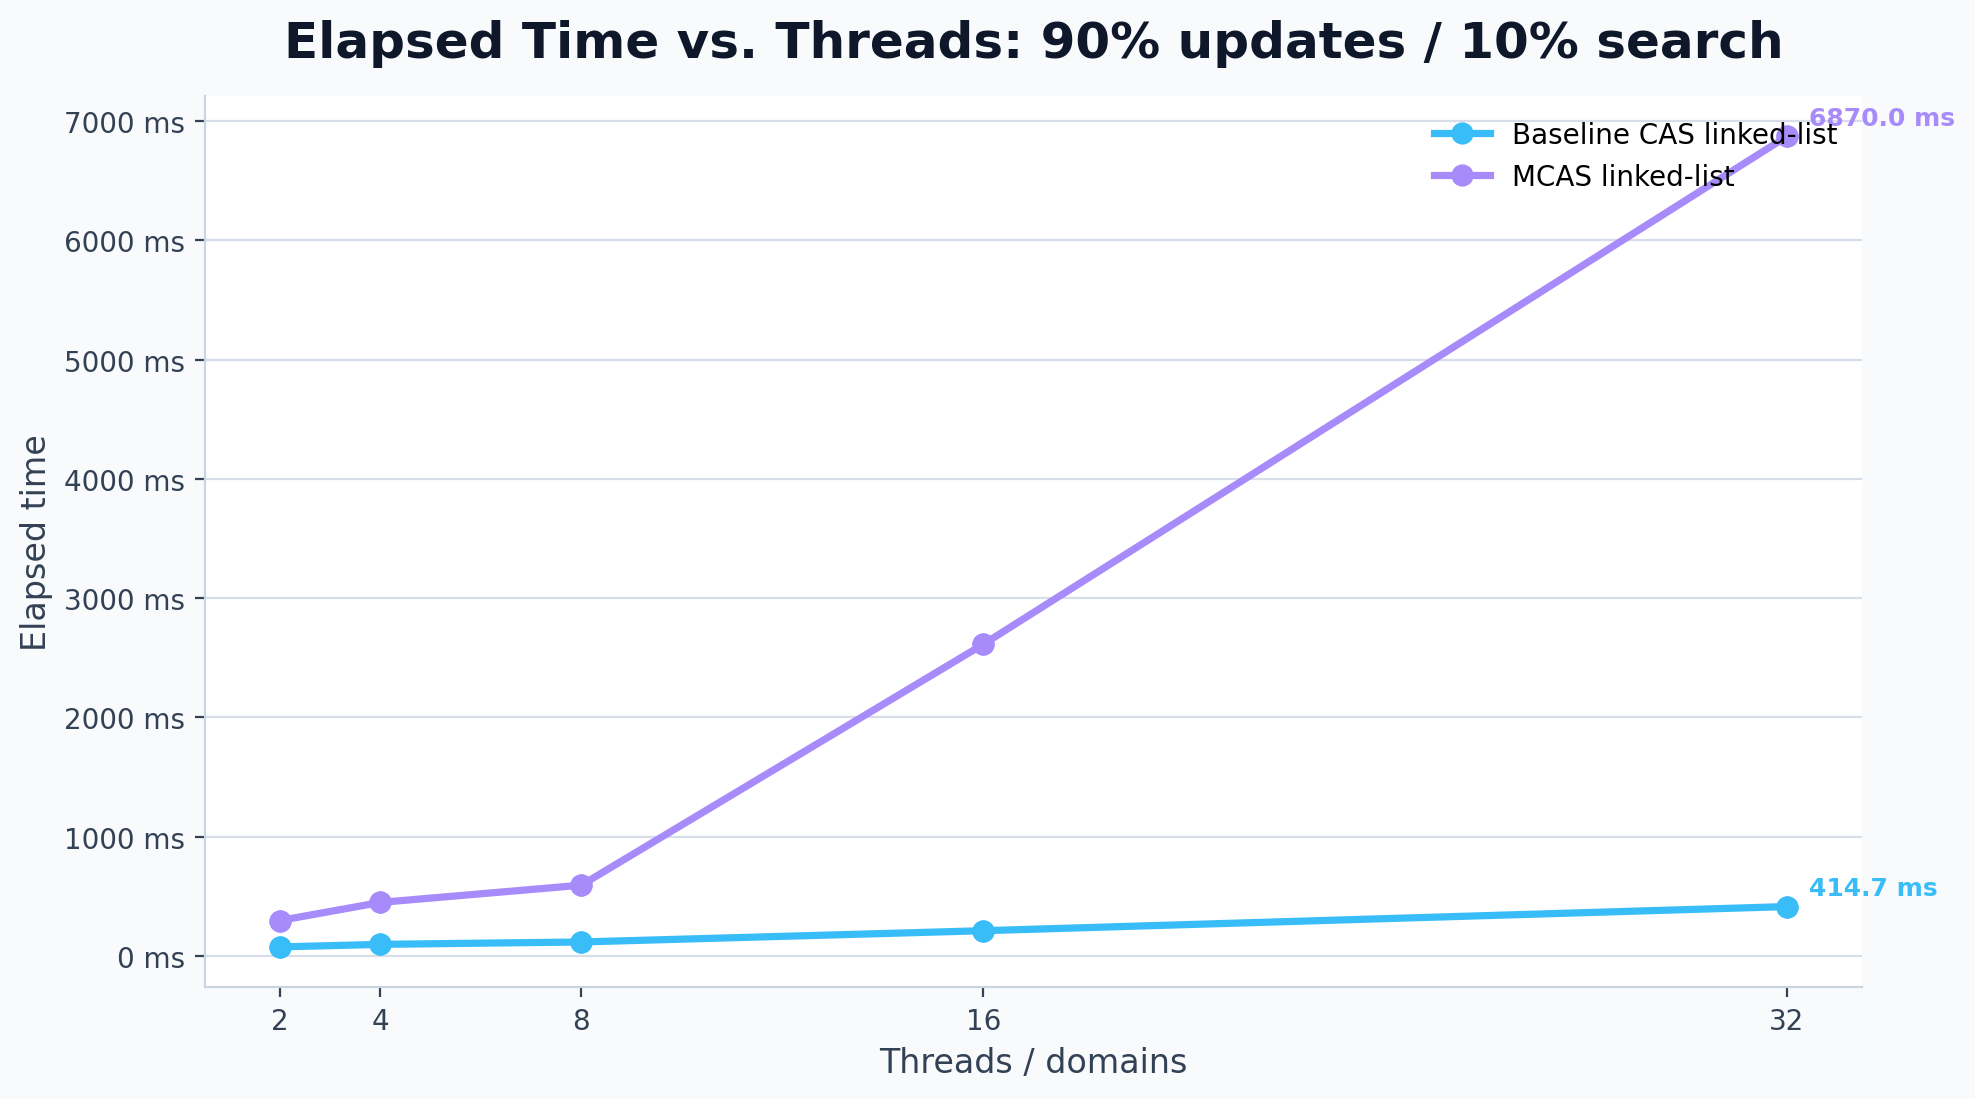 Elapsed Time vs. Threads: 90% updates / 10% search
7000 ms
6000 ms
5000 ms
4000 ms
3000 ms
2000 ms
1000 ms
0 ms
Elapsed time
6870.0 ms
Baseline CAS linked-list
MCAS linked-list
414.7 ms
2 4 8 16 32
Threads / domains